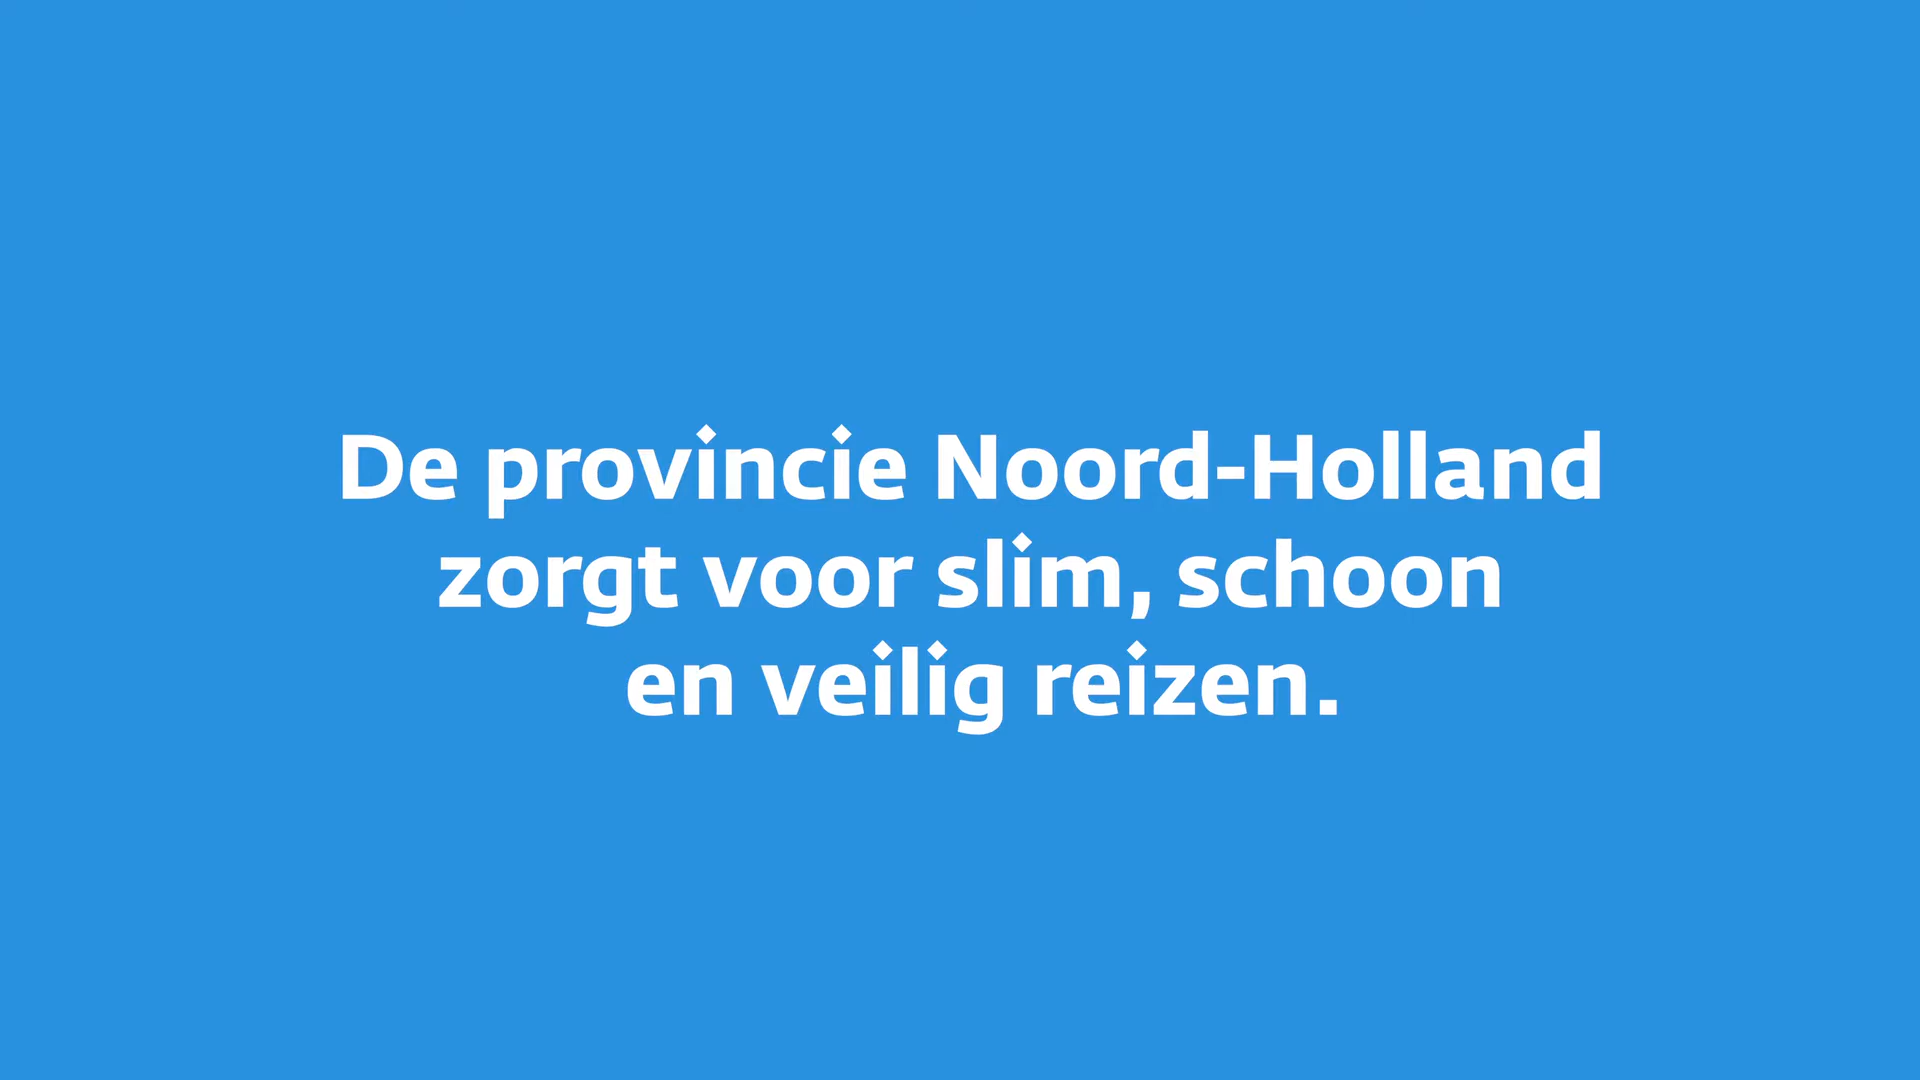 De provincie Noord-Holland
zorgt voor slim, schoon
en veilig reizen.